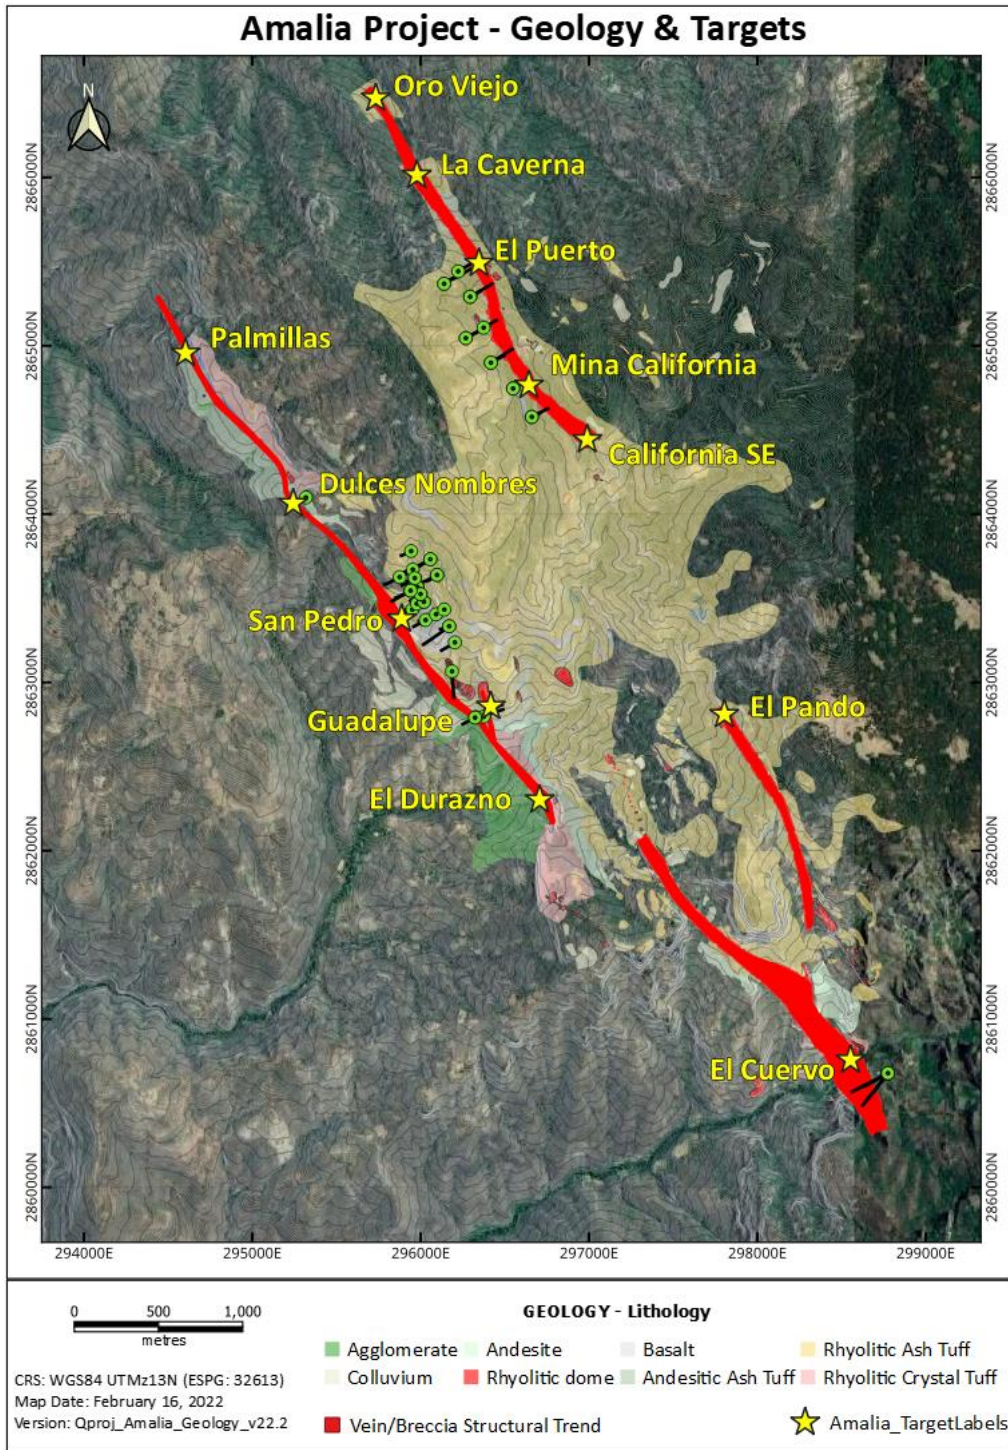 Amalia Project - Geology & Targets
N
Oro Viejo
La Caverna
El Puerto
Palmillas
Mina California
California SE
Dulces Nombres
San Pedro
Guadalupe
El Pando
El Durazno
El Cuervo
2866000N
2865000N
2864000N
2863000N
2862000N
2861000N
2860000N
2866000N
2865000N
2864000N
2863000N
2862000N
2861000N
2860000N
294000E 295000E 296000E 297000E 298000E 299000E
0 500 1,000
metres
CRS: WGS84 UTMz13N (ESPG: 32613)
Map Date: February 16, 2022
Version: Qproj_Amalia_Geology_v22.2
GEOLOGY - Lithology
Agglomerate Andesite Basalt Rhyolitic Ash Tuff
Colluvium Rhyolitic dome Andesitic Ash Tuff Rhyolitic Crystal Tuff
Vein/Breccia Structural Trend Amalia_TargetLabels